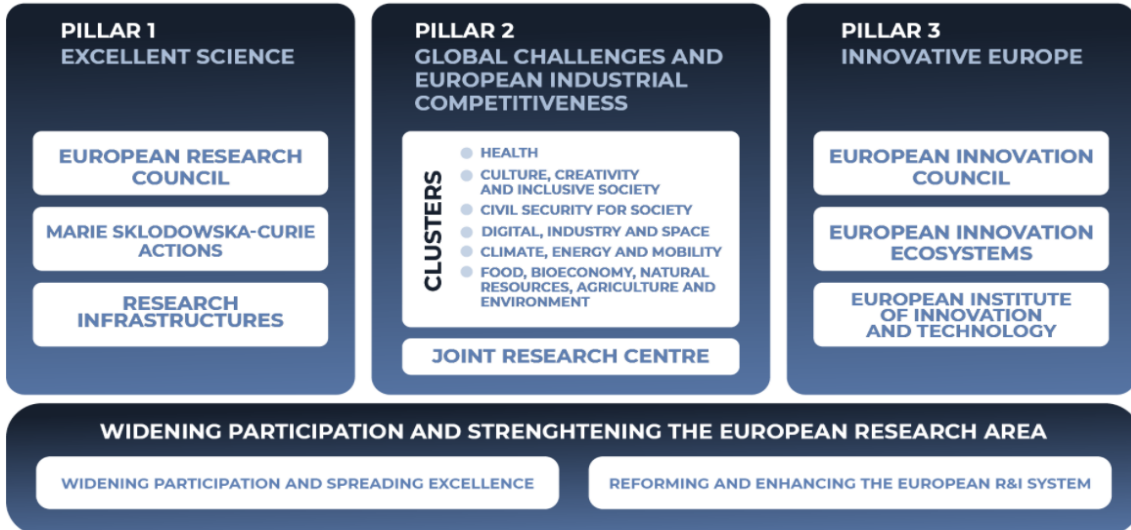 PILLAR 1
EXCELLENT SCIENCE
EUROPEAN RESEARCH
COUNCIL
MARIE SKLODOWSKA-CURIE
ACTIONS
RESEARCH
INFRASTRUCTURES
PILLAR 2
GLOBAL CHALLENGES AND
EUROPEAN INDUSTRIAL
COMPETITIVENESS
CLUSTERS
HEALTH
CULTURE, CREATIVITY
AND INCLUSIVE SOCIETY
CIVIL SECURITY FOR SOCIETY
DIGITAL, INDUSTRY AND SPACE
CLIMATE, ENERGY AND MOBILITY
FOOD, BIOECONOMY, NATURAL
RESOURCES, AGRICULTURE AND
ENVIRONMENT
JOINT RESEARCH CENTRE
PILLAR 3
INNOVATIVE EUROPE
EUROPEAN INNOVATION
COUNCIL
EUROPEAN INNOVATION
ECOSYSTEMS
EUROPEAN INSTITUTE
OF INNOVATION
AND TECHNOLOGY
WIDENING PARTICIPATION AND STRENGHTENING THE EUROPEAN RESEARCH AREA
WIDENING PARTICIPATION AND SPREADING EXCELLENCE
REFORMING AND ENHANCING THE EUROPEAN R&I SYSTEM